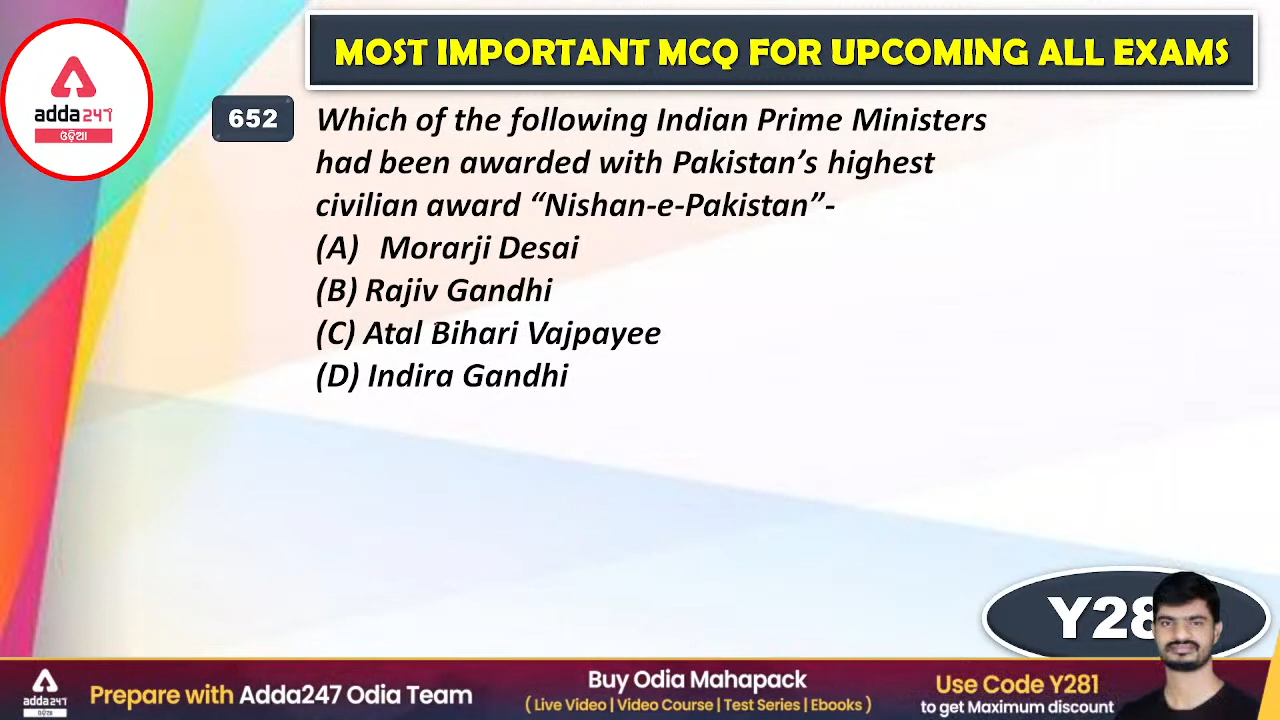 MOST IMPORTANT MCQ FOR UPCOMING ALL EXAMS
adda247
ଓଡ଼ିଆ
652
Which of the following Indian Prime Ministers
had been awarded with Pakistan's highest
civilian award “Nishan-e-Pakistan”-
(A) Morarji Desai
(B) Rajiv Gandhi
(C) Atal Bihari Vajpayee
(D) Indira Gandhi
adda247
ଓଡ଼ିଆ
Prepare with Adda247 Odia Team
Buy Odia Mahapack
( Live Video | Video Course | Test Series | Ebooks )
Use Code Y281
to get Maximum discount